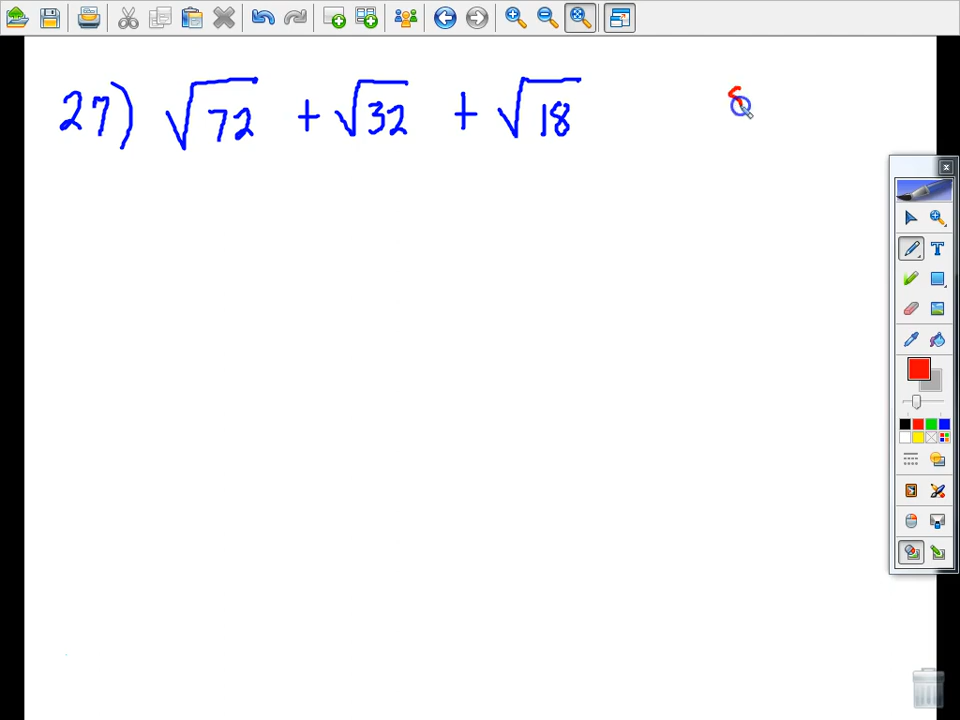 27) √72 + √32 + √18
T